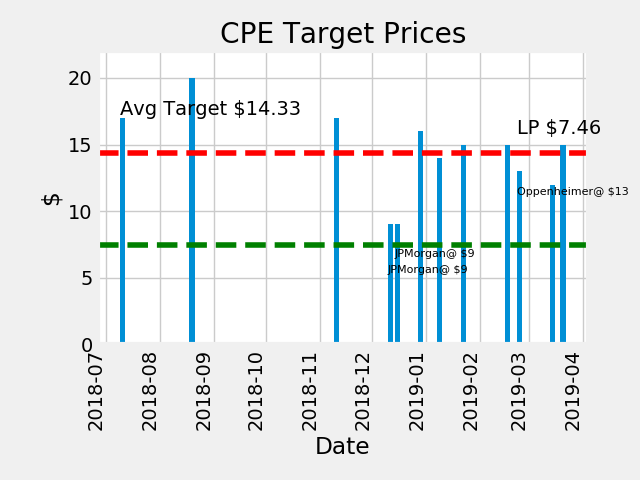 CPE Target Prices
20
Avg Target $14.33
LP $7.46
15
Oppenheimer@ $13
$
10
JPMorgan@ $9
JPMorgan@ $9
5
0
2018-07
2018-08
2018-09
2018-10
2018-11
2018-12
2019-01
2019-02
2019-03
2019-04
Date